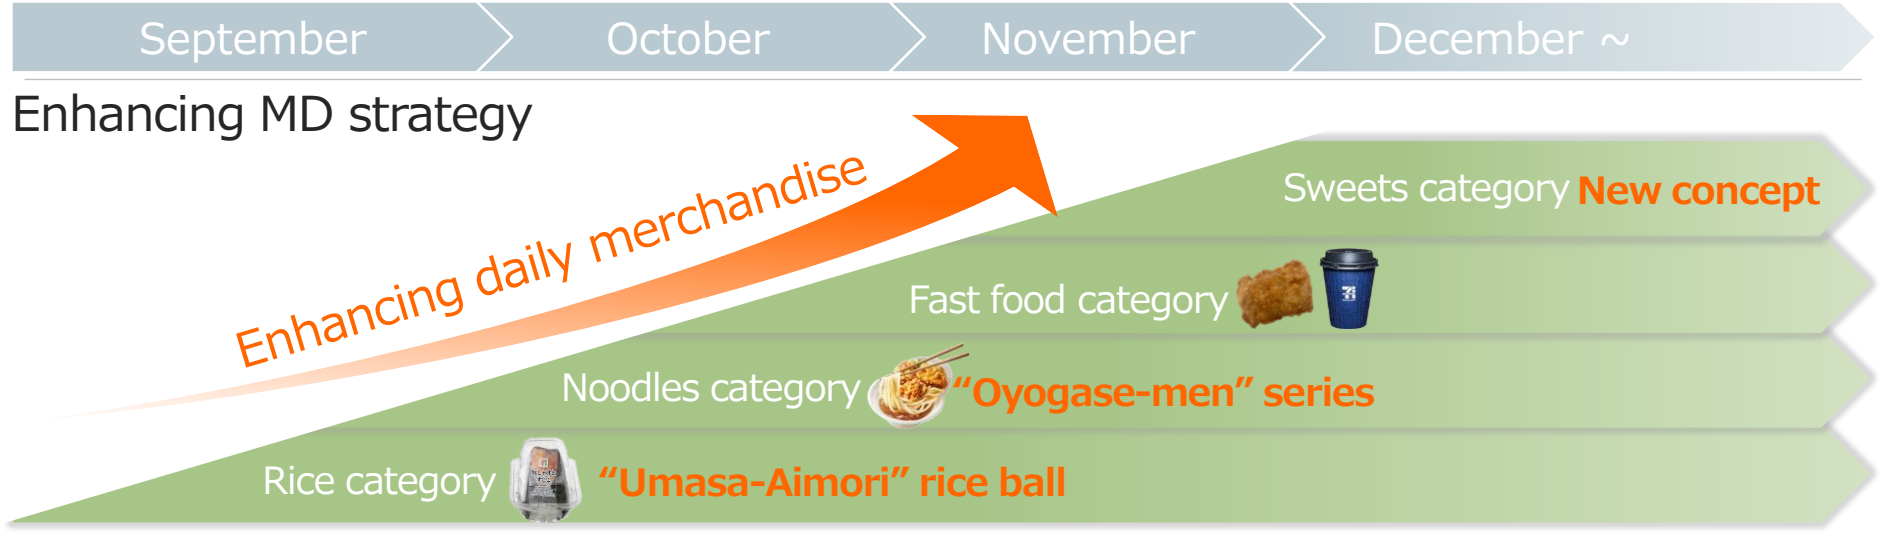 September
October
November
December ~
Enhancing MD strategy
Enhancing daily merchandise
Sweets category New concept
Fast food category
Noodles category “Oyogase-men” series
Rice category “Umasa-Aimori” rice ball